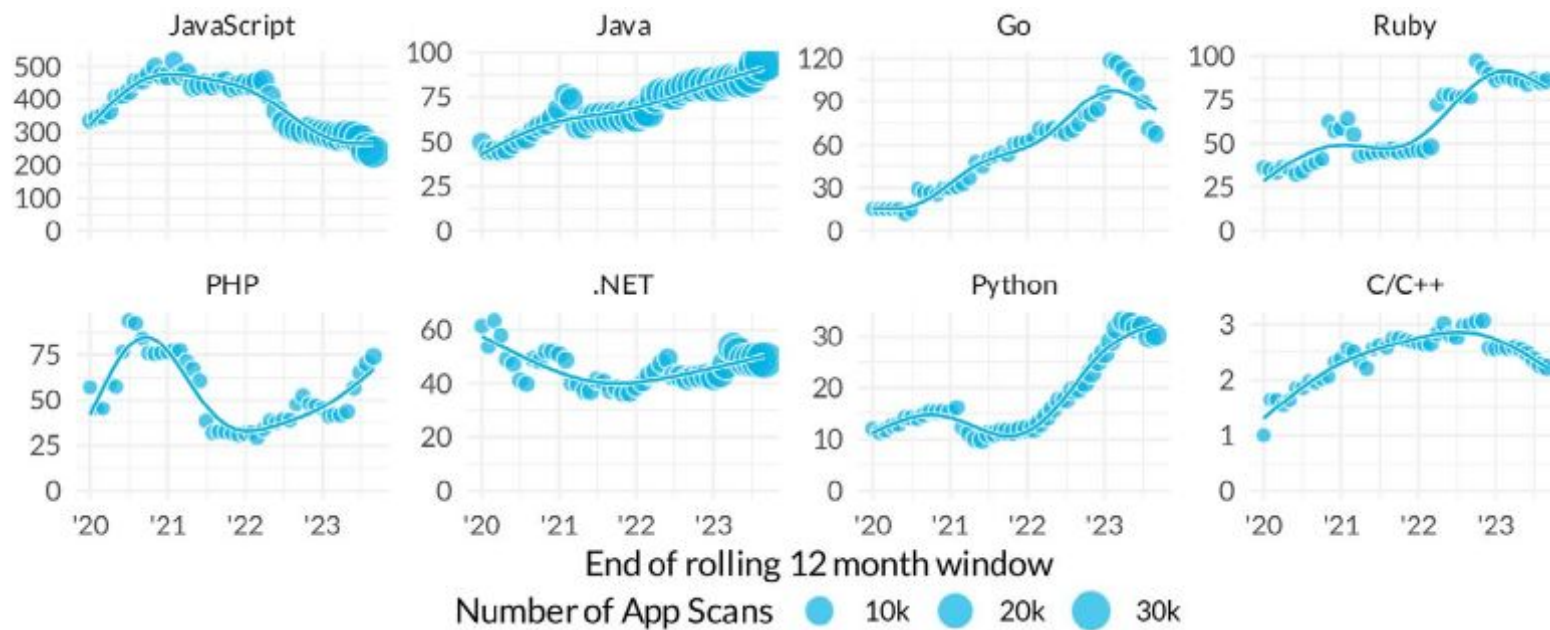 JavaScript Java Go Ruby
500 100 120 100
400 75 90 75
300 50 60 50
200 25 30 25
100 0 0 0
0
PHP .NET Python C/C++
75 60 30 3
50 40 20 2
25 20 10 1
0 0 0 0
'20 '21 '22 '23 '20 '21 '22 '23 '20 '21 '22 '23 '20 '21 '22 '23
End of rolling 12 month window
Number of App Scans 10k 20k 30k